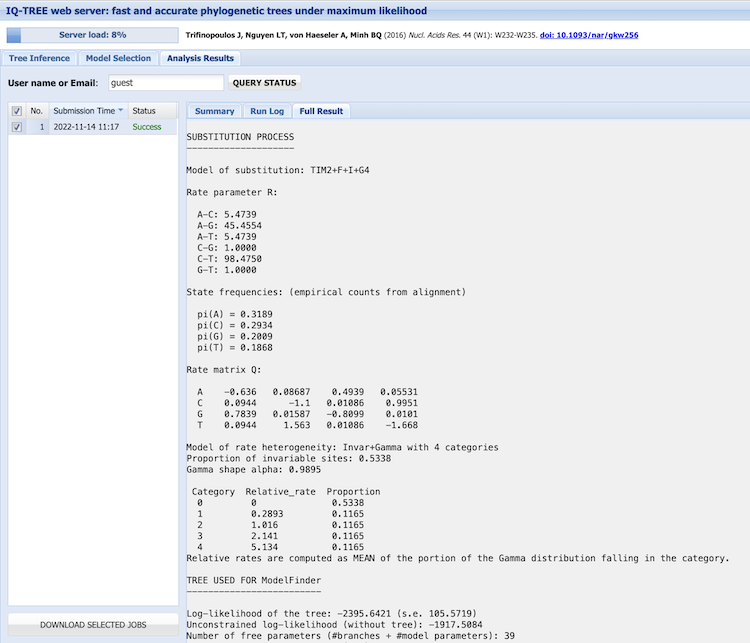 IQ-TREE web server: fast and accurate phylogenetic trees under maximum likelihood
Server load: 8%
Trifinopoulos J, Nguyen LT, von Haeseler A, Minh BQ (2016) Nucl. Acids Res. 44 (W1): W232-W235. doi: 10.1093/nar/gkw256
Tree Inference Model Selection Analysis Results
User name or Email: guest QUERY STATUS
No. Submission Time Status
1 2022-11-14 11:17 Success
Summary Run Log Full Result
SUBSTITUTION PROCESS
--------------------
Model of substitution: TIM2+F+I+G4
Rate parameter R:
A-C: 5.4739
A-G: 45.4554
A-T: 5.4739
C-G: 1.0000
C-T: 98.4750
G-T: 1.0000
State frequencies: (empirical counts from alignment)
pi(A) = 0.3189
pi(C) = 0.2934
pi(G) = 0.2009
pi(T) = 0.1868
Rate matrix Q:
A -0.636 0.08687 0.4939 0.05531
C 0.0944 -1.1 0.01086 0.9951
G 0.7839 0.01587 -0.8099 0.0101
T 0.0944 1.563 0.01086 -1.668
Model of rate heterogeneity: Invar+Gamma with 4 categories
Proportion of invariable sites: 0.5338
Gamma shape alpha: 0.9895
Category Relative_rate Proportion
0 0 0.5338
1 0.2893 0.1165
2 1.016 0.1165
3 2.141 0.1165
4 5.134 0.1165
Relative rates are computed as MEAN of the portion of the Gamma distribution falling in the category.
TREE USED FOR ModelFinder
-------------------------
Log-likelihood of the tree: -2395.6421 (s.e. 105.5719)
Unconstrained log-likelihood (without tree): -1917.5084
Number of free parameters (#branches + #model parameters): 39
DOWNLOAD SELECTED JOBS